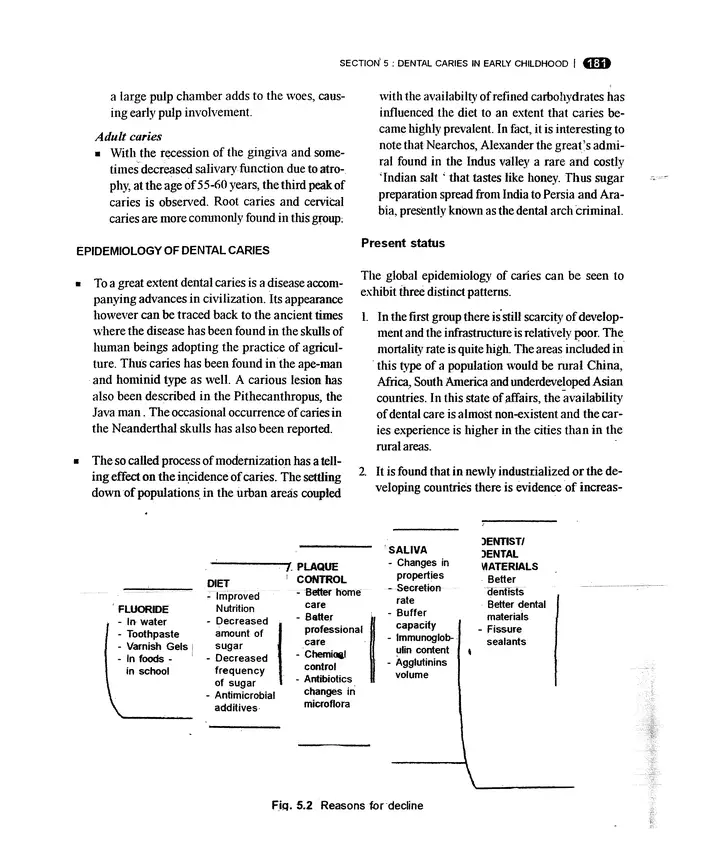 SECTION 5 : DENTAL CARIES IN EARLY CHILDHOOD | 181
a large pulp chamber adds to the woes, caus-
ing early pulp involvement.
Adult caries
▪ With the recession of the gingiva and some-
times decreased salivary function due to atro-
phy, at the age of 55-60 years, the third peak of
caries is observed. Root caries and cervical
caries are more commonly found in this group.
EPIDEMIOLOGY OF DENTAL CARIES
▪ To a great extent dental caries is a disease accom-
panying advances in civilization. Its appearance
however can be traced back to the ancient times
where the disease has been found in the skulls of
human beings adopting the practice of agricul-
ture. Thus caries has been found in the ape-man
and hominid type as well. A carious lesion has
also been described in the Pithecanthropus, the
Java man . The occasional occurrence of caries in
the Neanderthal skulls has also been reported.
▪ The so called process of modernization has a tell-
ing effect on the incidence of caries. The settling
down of populations in the urban areas coupled
with the availabilty of refined carbohydrates has
influenced the diet to an extent that caries be-
came highly prevalent. In fact, it is interesting to
note that Nearchos, Alexander the great's admi-
ral found in the Indus valley a rare and costly
'Indian salt ' that tastes like honey. Thus sugar
preparation spread from India to Persia and Ara-
bia, presently known as the dental arch criminal.
Present status
The global epidemiology of caries can be seen to
exhibit three distinct patterns.
1. In the first group there is still scarcity of develop-
ment and the infrastructure is relatively poor. The
mortality rate is quite high. The areas included in
this type of a population would be rural China,
Africa, South America and underdeveloped Asian
countries. In this state of affairs, the availability
of dental care is almost non-existent and the car-
ies experience is higher in the cities than in the
rural areas.
2. It is found that in newly industrialized or the de-
veloping countries there is evidence of increas-
FLUORIDE
- In water
- Toothpaste
- Varnish Gels
- In foods -
in school
DIET
- Improved
Nutrition
- Decreased
amount of
sugar
- Decreased
frequency
of sugar
- Antimicrobial
additives
PLAQUE
CONTROL
- Better home
care
- Batter
professional
care
- Chemical
control
- Antibiotics
changes in
microflora
SALIVA
- Changes in
properties
- Secretion
rate
- Buffer
capacity
- Immunoglob-
ulin content
- Agglutinins
volume
DENTIST/
DENTAL
MATERIALS
Better
dentists
Better dental
materials
- Fissure
sealants
Fig. 5.2 Reasons for decline